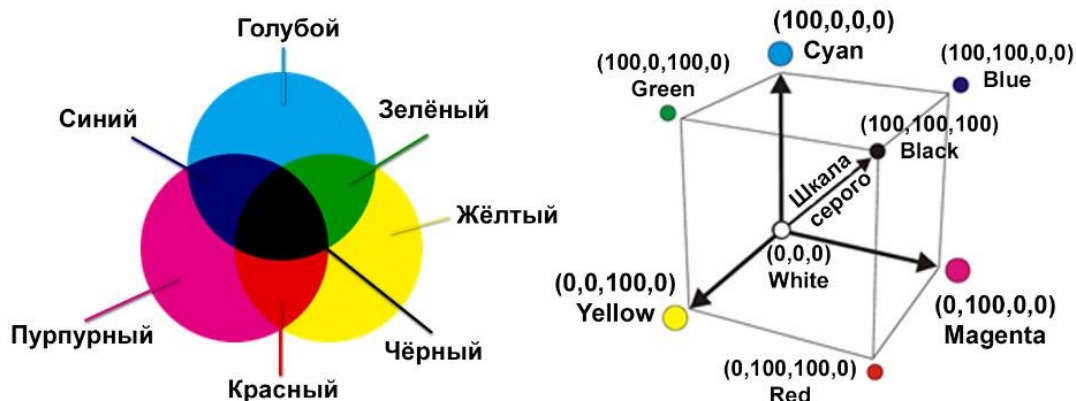 Голубой
Синий
Зелёный
Жёлтый
Пурпурный
Чёрный
Красный
(100,0,0,0)
Cyan
(100,0,100,0)
Green
(100,100,0,0)
Blue
(100,100,100)
Black
Шкала
серого
(0,0,0)
White
(0,0,100,0)
Yellow
(0,100,0,0)
Magenta
(0,100,100,0)
Red